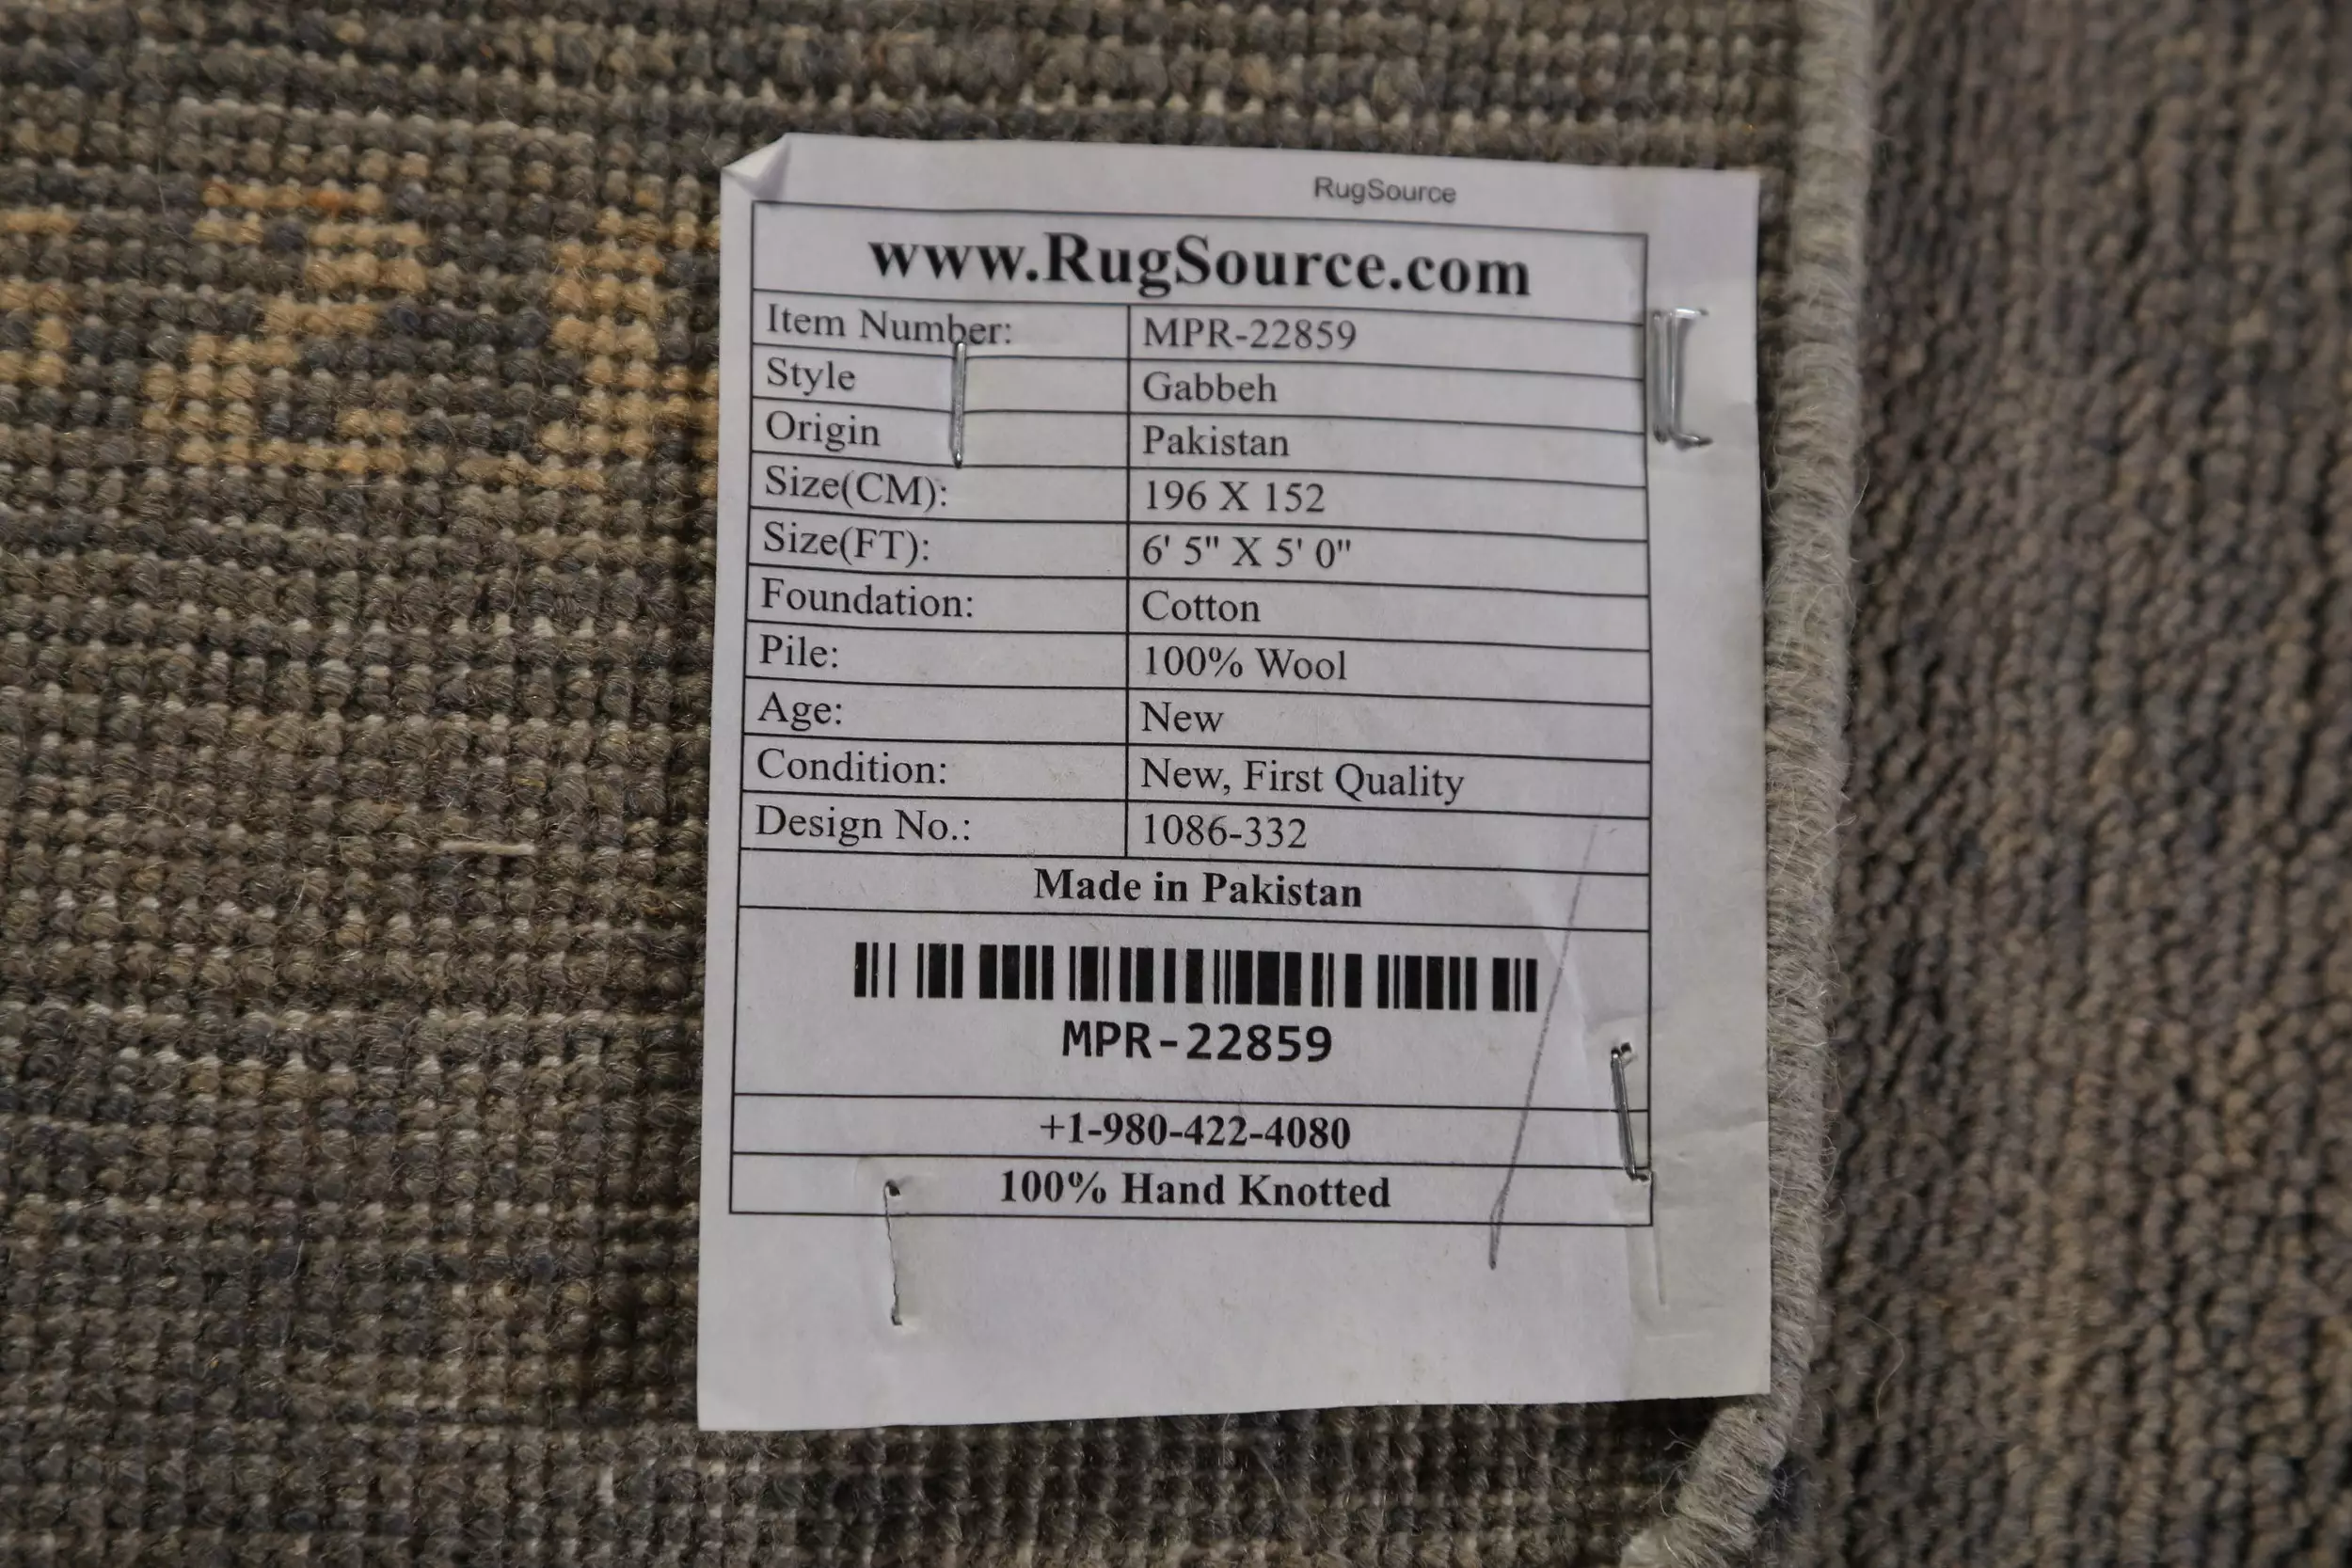 RugSource
www.RugSource.com
Item Number: MPR-22859
Style Gabbeh
Origin Pakistan
Size(CM): 196 X 152
Size(FT): 6' 5" X 5' 0"
Foundation: Cotton
Pile: 100% Wool
Age: New
Condition: New, First Quality
Design No.: 1086-332
Made in Pakistan
MPR-22859
+1-980-422-4080
100% Hand Knotted